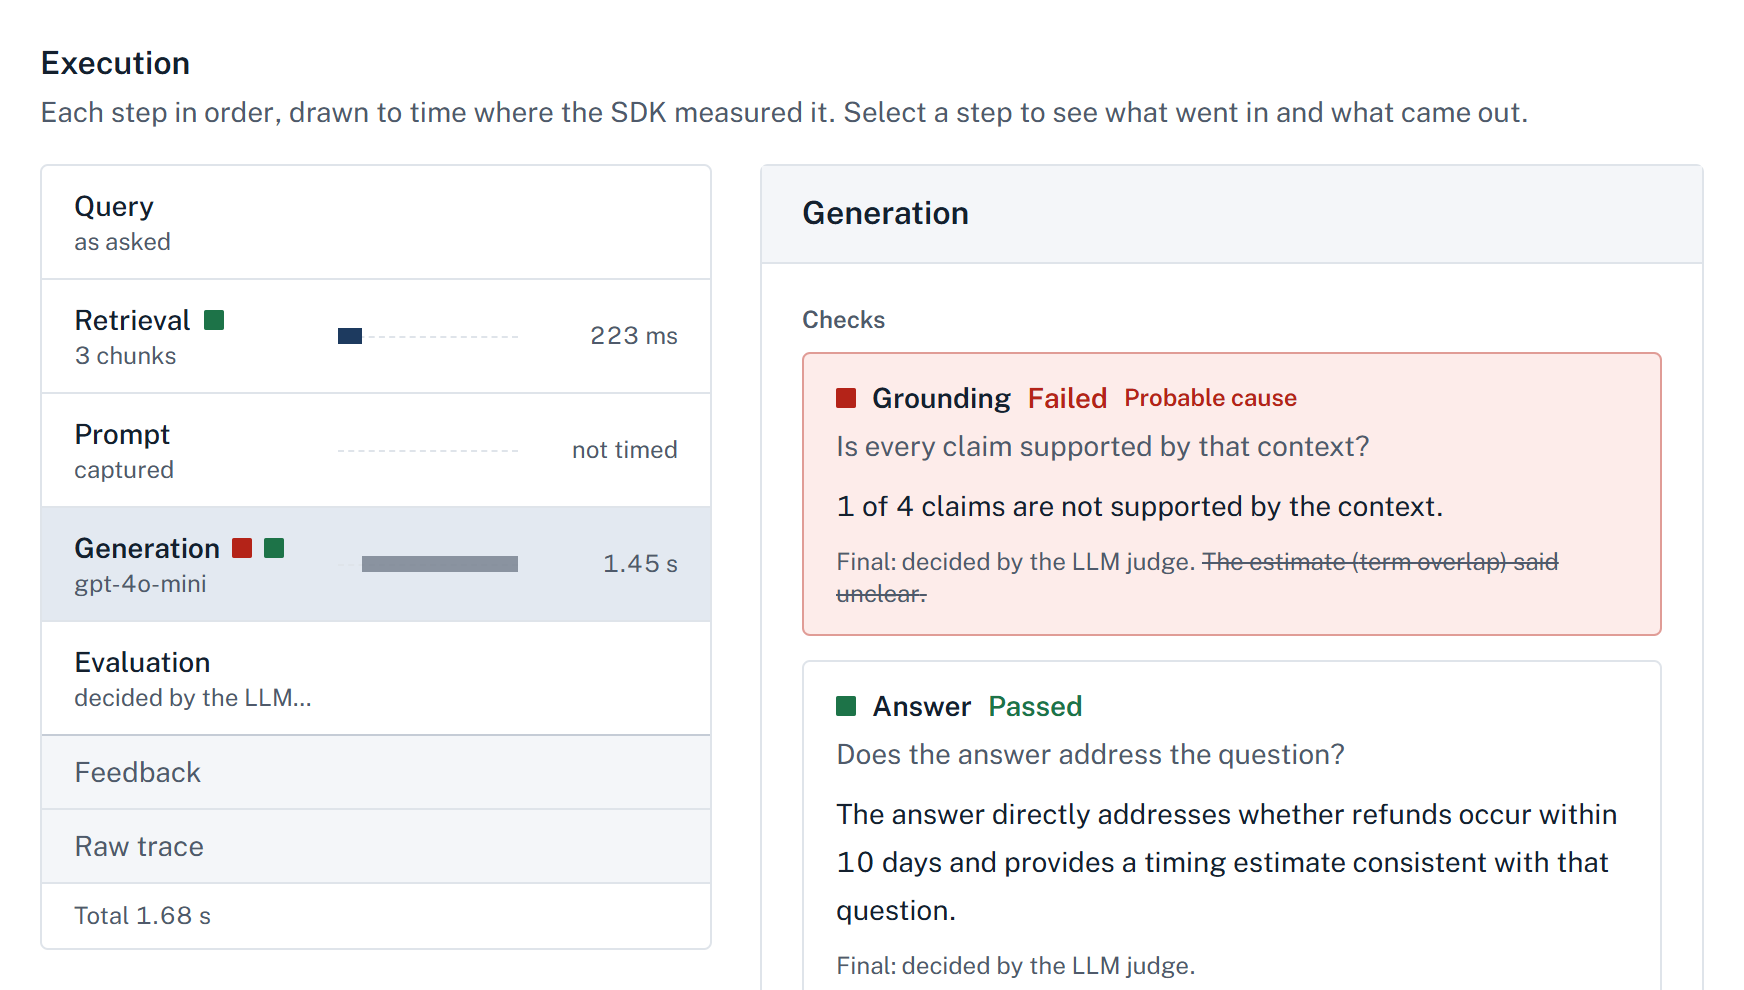 Execution
Each step in order, drawn to time where the SDK measured it. Select a step to see what went in and what came out.
Query
as asked
Retrieval
3 chunks
223 ms
Prompt
captured
not timed
Generation
gpt-4o-mini
1.45 s
Evaluation
decided by the LLM...
Feedback
Raw trace
Total 1.68 s
Generation
Checks
Grounding Failed Probable cause
Is every claim supported by that context?
1 of 4 claims are not supported by the context.
Final: decided by the LLM judge. The estimate (term overlap) said
unclear.
Answer Passed
Does the answer address the question?
The answer directly addresses whether refunds occur within
10 days and provides a timing estimate consistent with that
question.
Final: decided by the LLM judge.